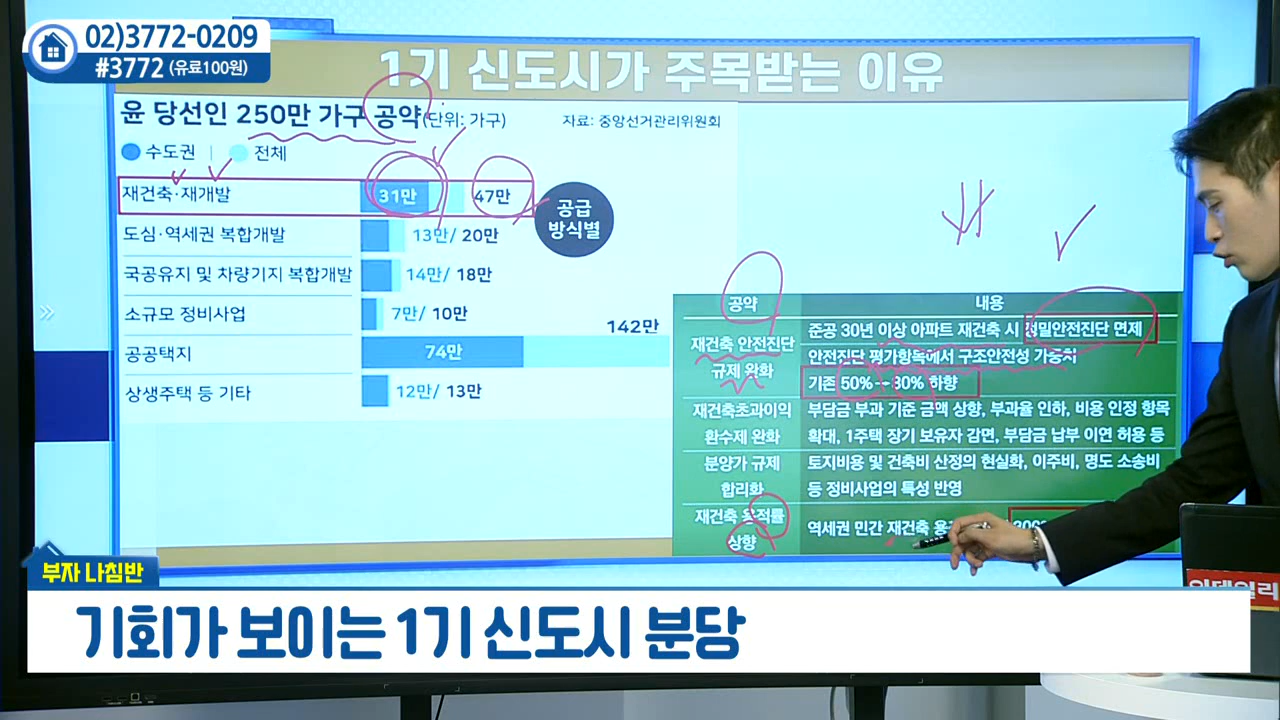 02)3772-0209
#3772 (유료100원)
1기 신도시가 주목받는 이유
윤 당선인 250만 가구 공약(단위: 가구)
자료: 중앙선거관리위원회
수도권 | 전체
재건축·재개발 31만 47만
공급 방식별
도심·역세권 복합개발 13만/ 20만
국공유지 및 차량기지 복합개발 14만/ 18만
소규모 정비사업 7만/ 10만
142만
공공택지 74만
상생주택 등 기타 12만/ 13만
공약 내용
재건축 안전진단 규제 완화
준공 30년 이상 아파트 재건축 시 정밀안전진단 면제
안전진단 평가항목에서 구조안전성 가중치
기존 50% 30% 하향
재건축초과이익 환수제 완화
부담금 부과 기준 금액 상향, 부과율 인하, 비용 인정 항목
확대, 1주택 장기 보유자 감면, 부담금 납부 이연 허용 등
분양가 규제 합리화
토지비용 및 건축비 산정의 현실화, 이주비, 명도 소송비
등 정비사업의 특성 반영
재건축 용적률 상향
역세권 민간 재건축
부자 나침반
기회가 보이는 1기 신도시 분당